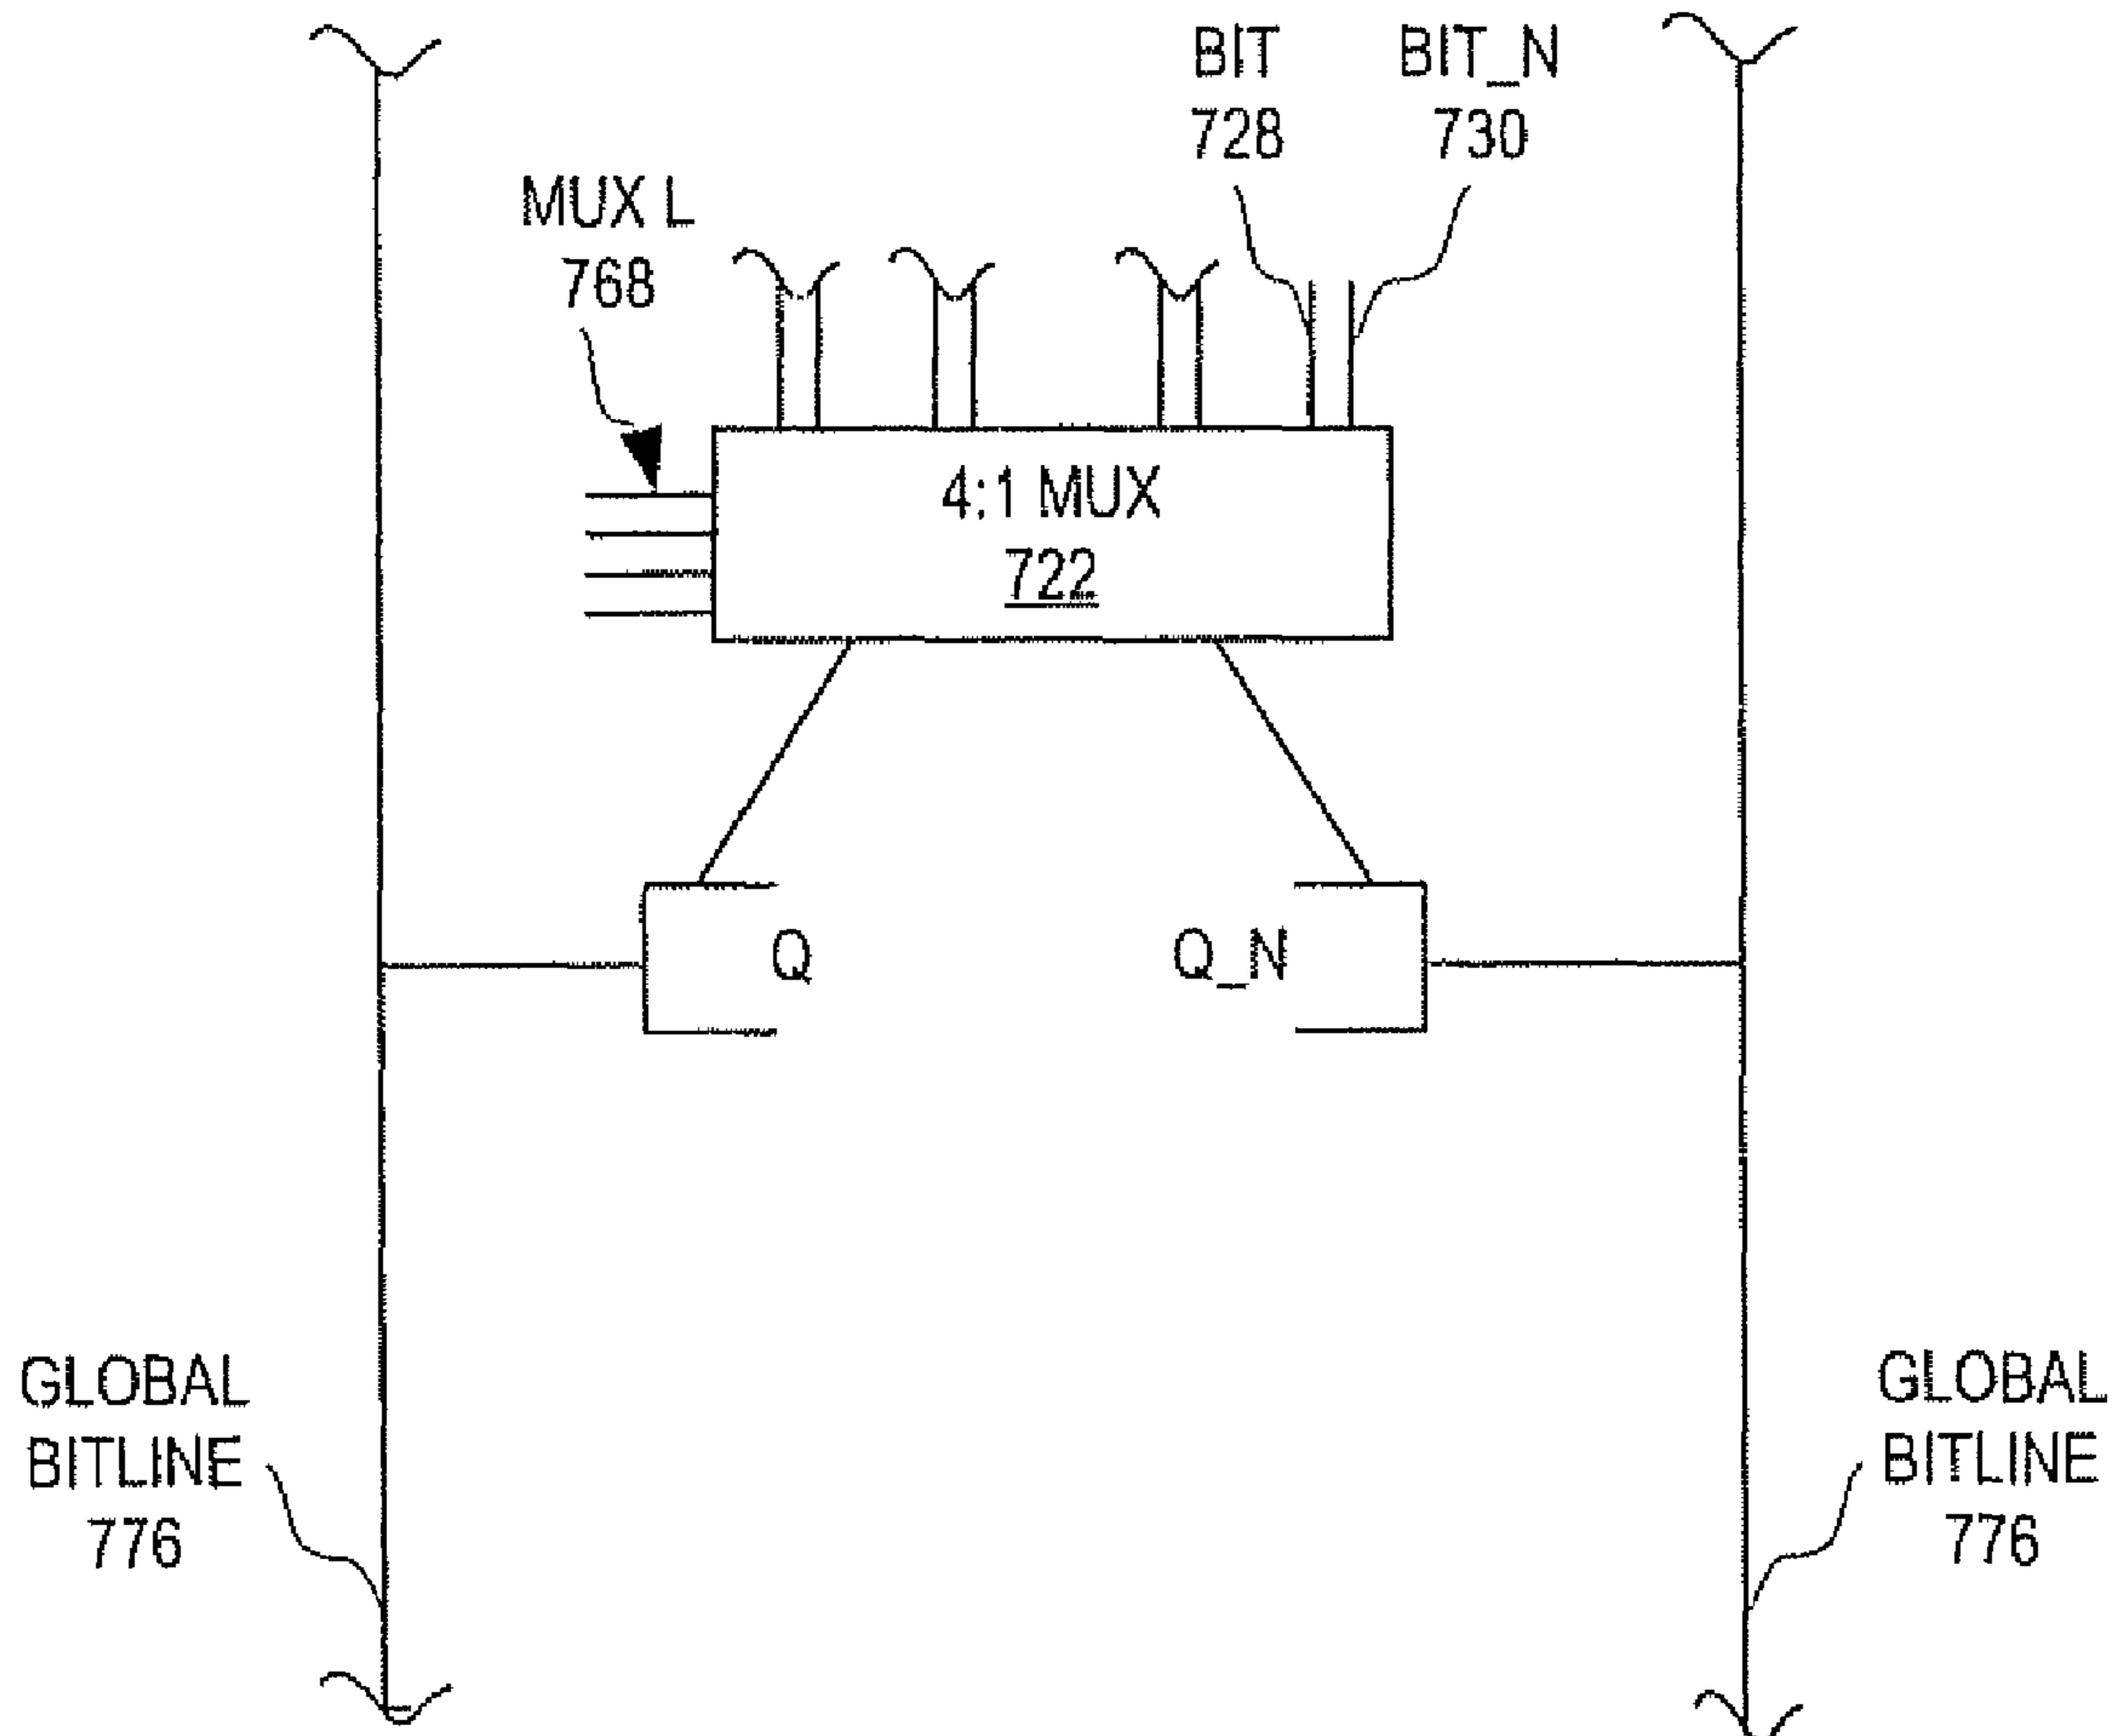 BIT
728
BIT_N
730
MUX L
768
4:1 MUX
722
Q
Q_N
GLOBAL
BITLINE
776
GLOBAL
BITLINE
776